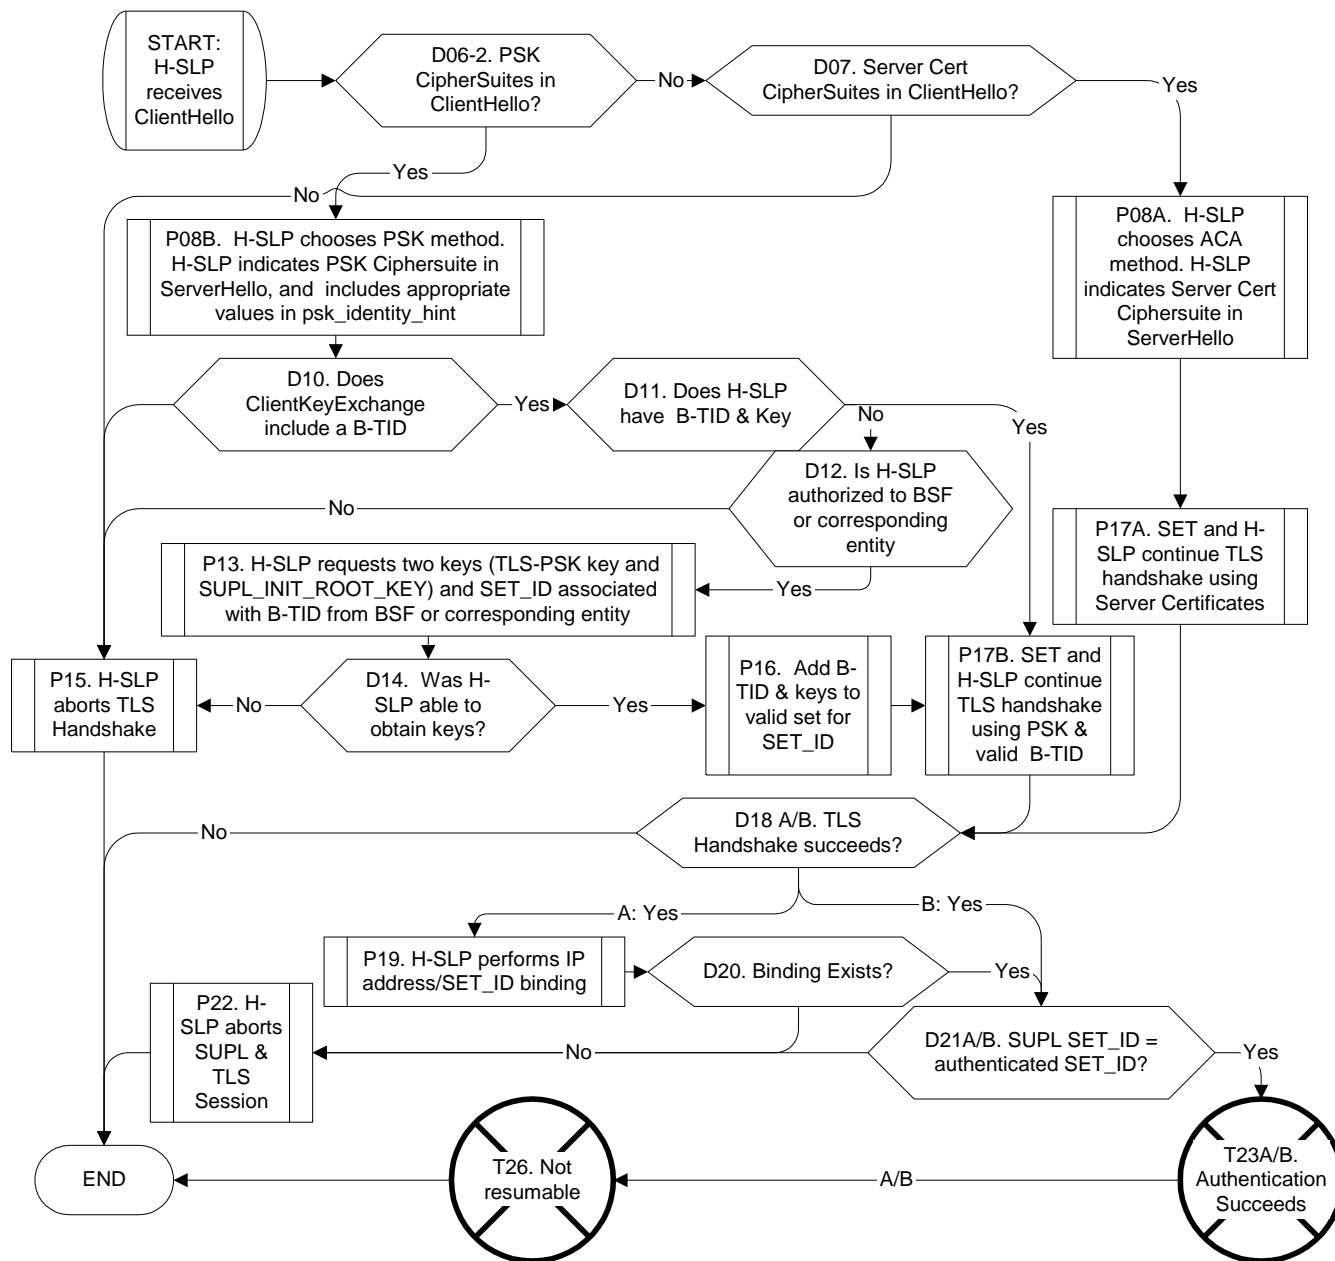 START:
H-SLP
receives
ClientHello
D06-2. PSK
CipherSuites in
ClientHello?
No
D07. Server Cert
CipherSuites in ClientHello?
Yes
Yes
No
P08B. H-SLP chooses PSK method.
H-SLP indicates PSK Ciphersuite in
ServerHello, and includes appropriate
values in psk_identity_hint
P08A. H-SLP
chooses ACA
method. H-SLP
indicates Server Cert
Ciphersuite in
ServerHello
D10. Does
ClientKeyExchange
include a B-TID
Yes
D11. Does H-SLP
have B-TID & Key
No
Yes
D12. Is H-SLP
authorized to BSF
or corresponding
entity
No
Yes
P17A. SET and H-
SLP continue TLS
handshake using
Server Certificates
P13. H-SLP requests two keys (TLS-PSK key and
SUPL_INIT_ROOT_KEY) and SET_ID associated
with B-TID from BSF or corresponding entity
P15. H-SLP
aborts TLS
Handshake
No
D14. Was H-
SLP able to
obtain keys?
Yes
P16. Add B-
TID & keys to
valid set for
SET_ID
P17B. SET and
H-SLP continue
TLS handshake
using PSK &
valid B-TID
No
D18 A/B. TLS
Handshake succeeds?
A: Yes
B: Yes
P19. H-SLP performs IP
address/SET_ID binding
D20. Binding Exists?
Yes
P22. H-
SLP aborts
SUPL &
TLS
Session
No
D21A/B. SUPL SET_ID =
authenticated SET_ID?
Yes
END
T26. Not
resumable
A/B
T23A/B.
Authentication
Succeeds